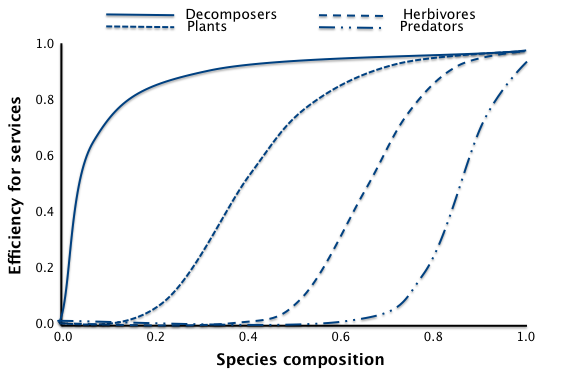 Decomposers Herbivores
Plants Predators
1.0
0.8
0.6
0.4
0.2
0.0
Efficiency for services
0.0 0.2 0.4 0.6 0.8 1.0
Species composition